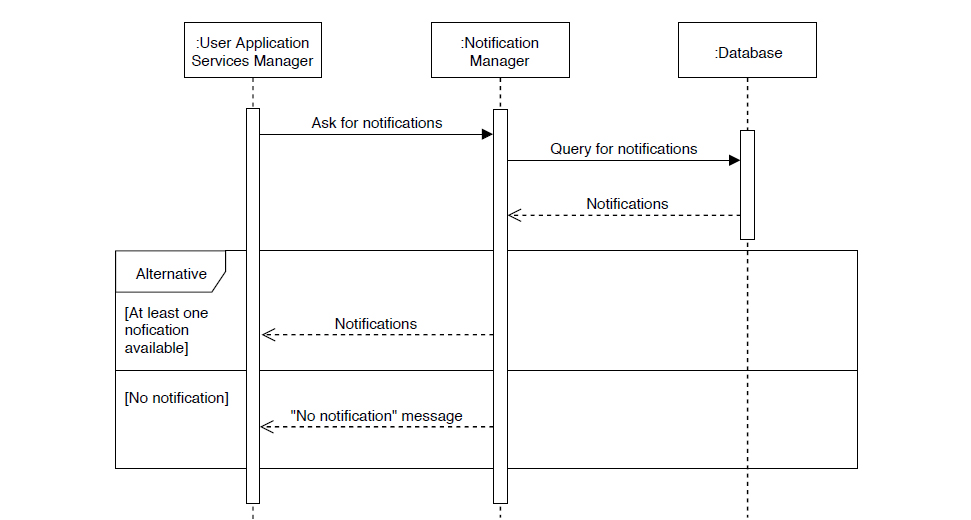 :User Application
Services Manager
:Notification
Manager
:Database
Ask for notifications
Query for notifications
Notifications
Alternative
[At least one
nofication
available]
Notifications
[No notification]
"No notification" message